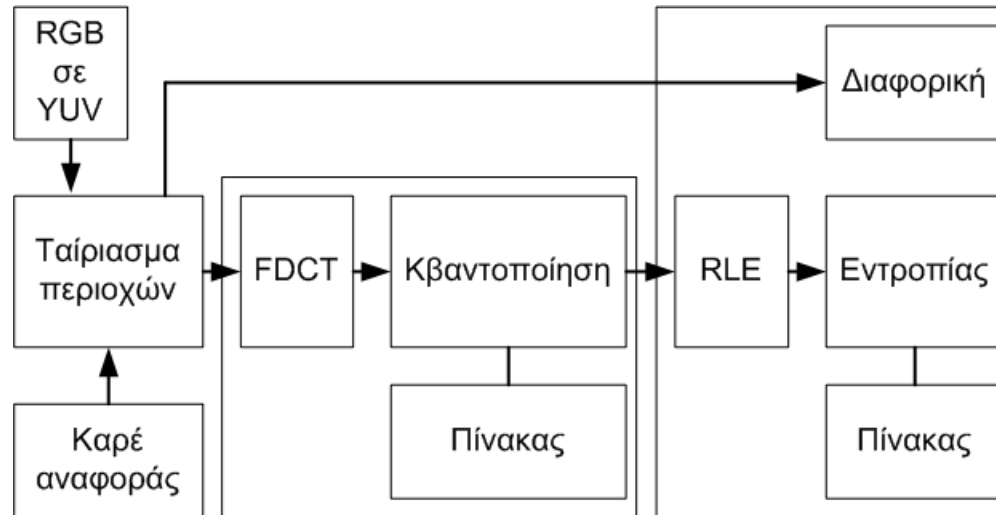 RGB
σε
YUV
Διαφορική
Ταίριασμα
περιοχών
FDCT
Κβαντοποίηση
RLE
Εντροπίας
Καρέ
αναφοράς
Πίνακας
Πίνακας